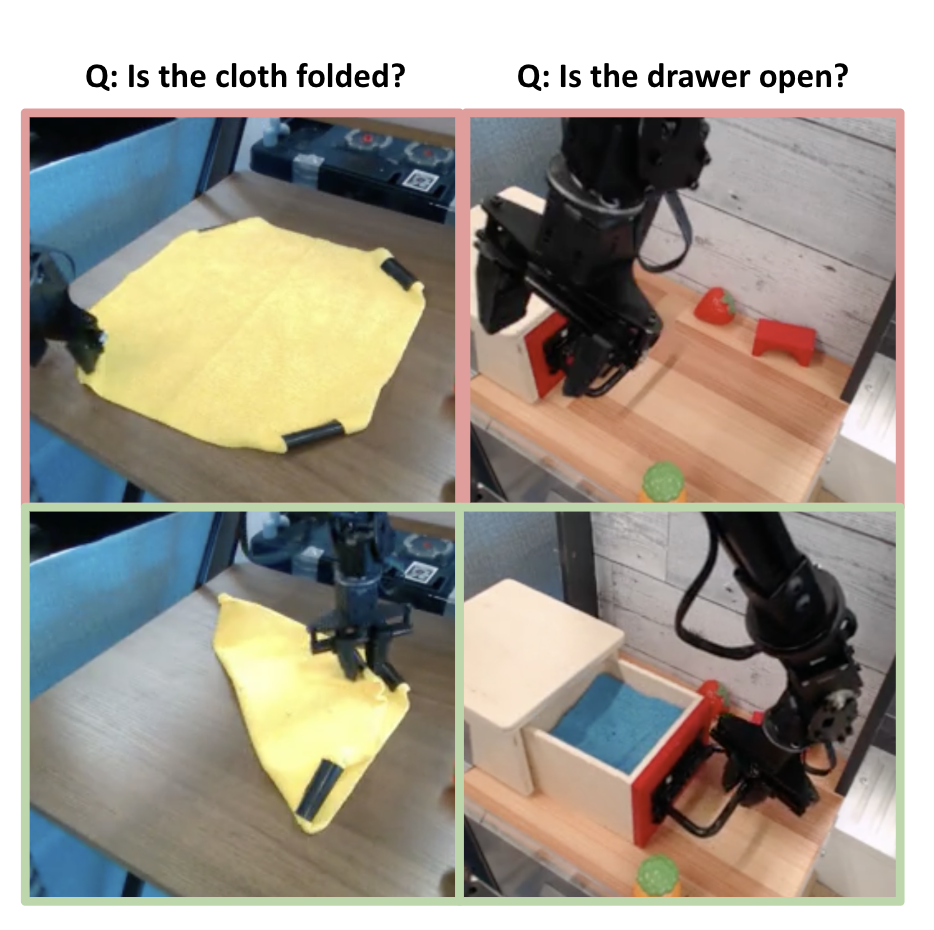 Q: Is the cloth folded?
Q: Is the drawer open?